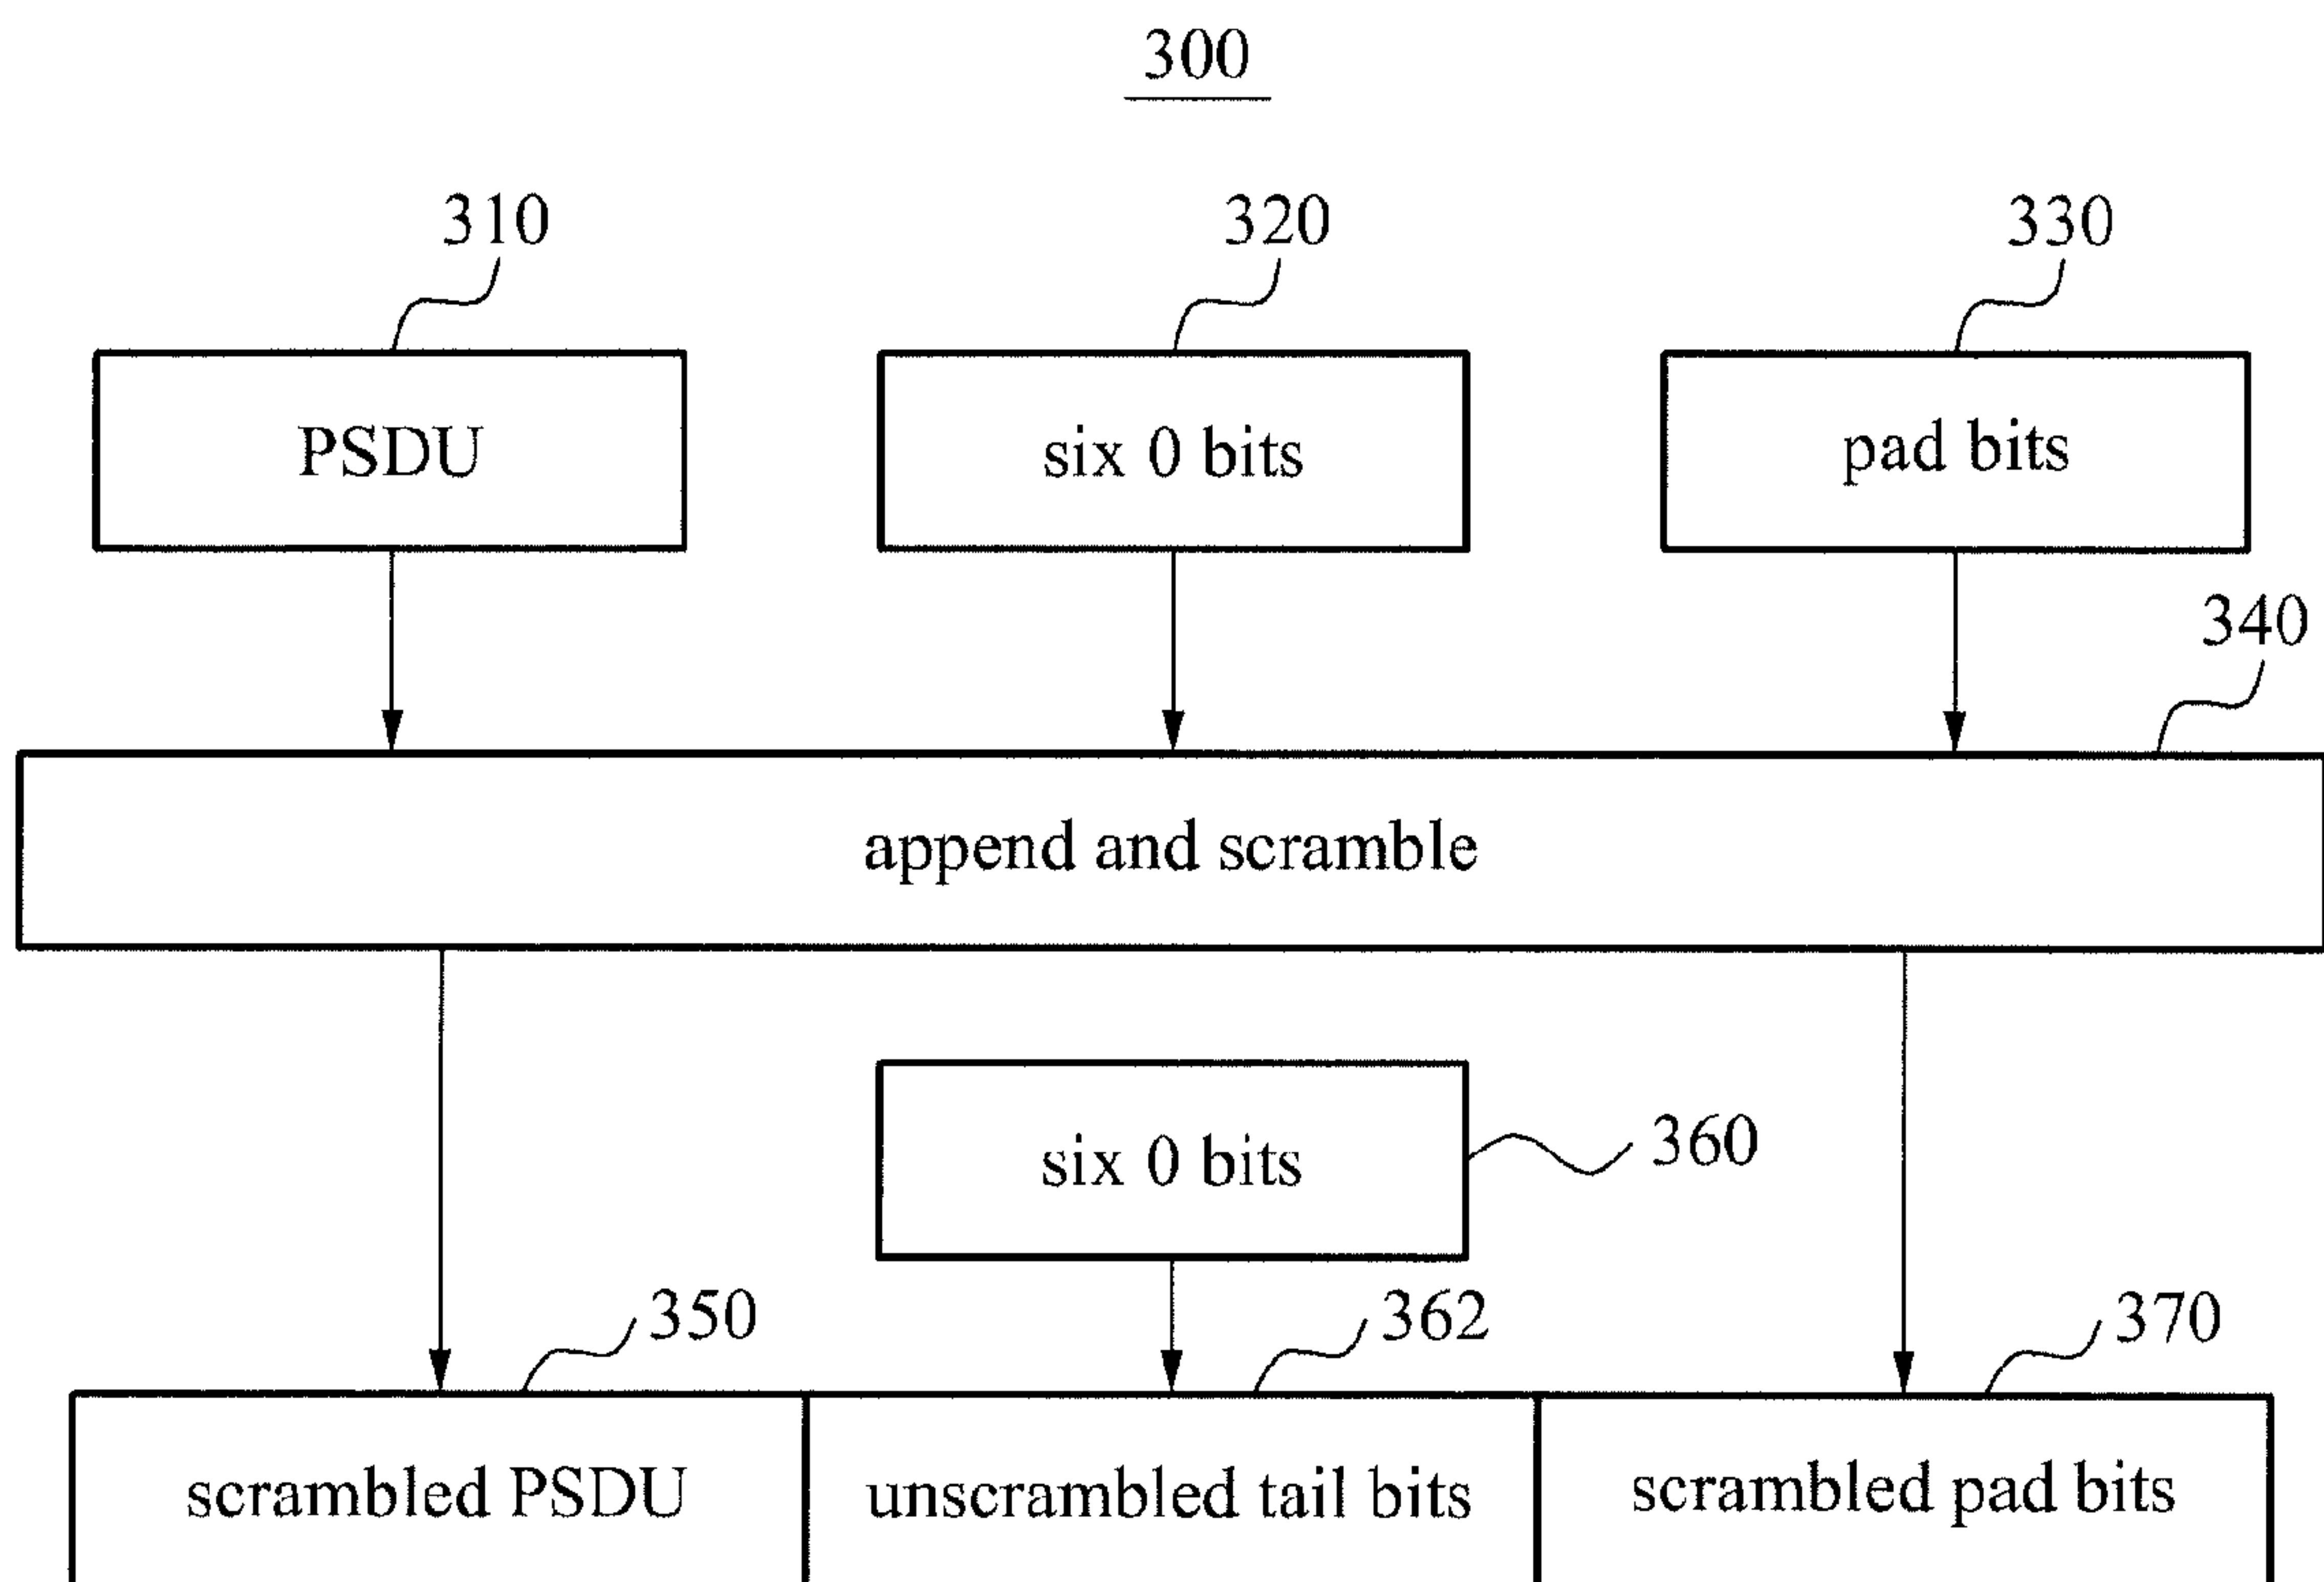 300
310 320 330
PSDU six 0 bits pad bits
340
append and scramble
six 0 bits 360
350 362 370
scrambled PSDU unscrambled tail bits scrambled pad bits